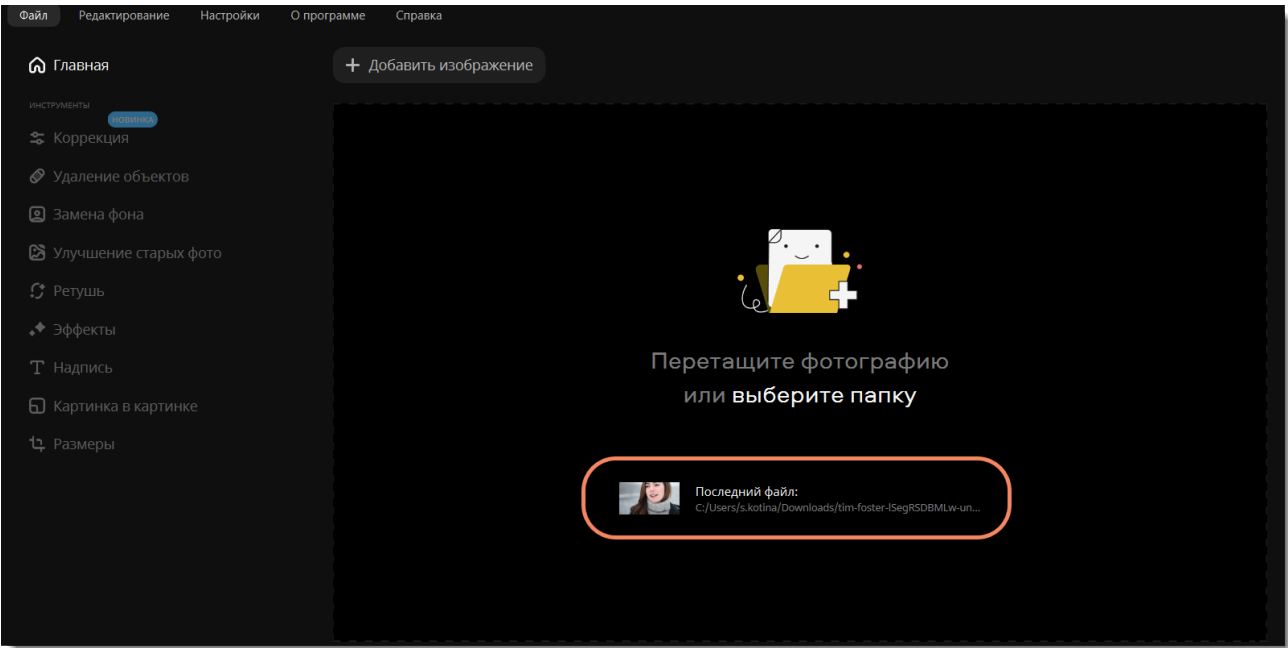 Файл Редактирование Настройки О программе Справка
Главная
+ Добавить изображение
ИНСТРУМЕНТЫ
НОВИНКА
Коррекция
Удаление объектов
Замена фона
Улучшение старых фото
Ретушь
Эффекты
Надпись
Картинка в картинке
Размеры
Перетащите фотографию
или выберите папку
Последний файл:
C:/Users/s.kotina/Downloads/tim-foster-lSegRSDBMLw-un...